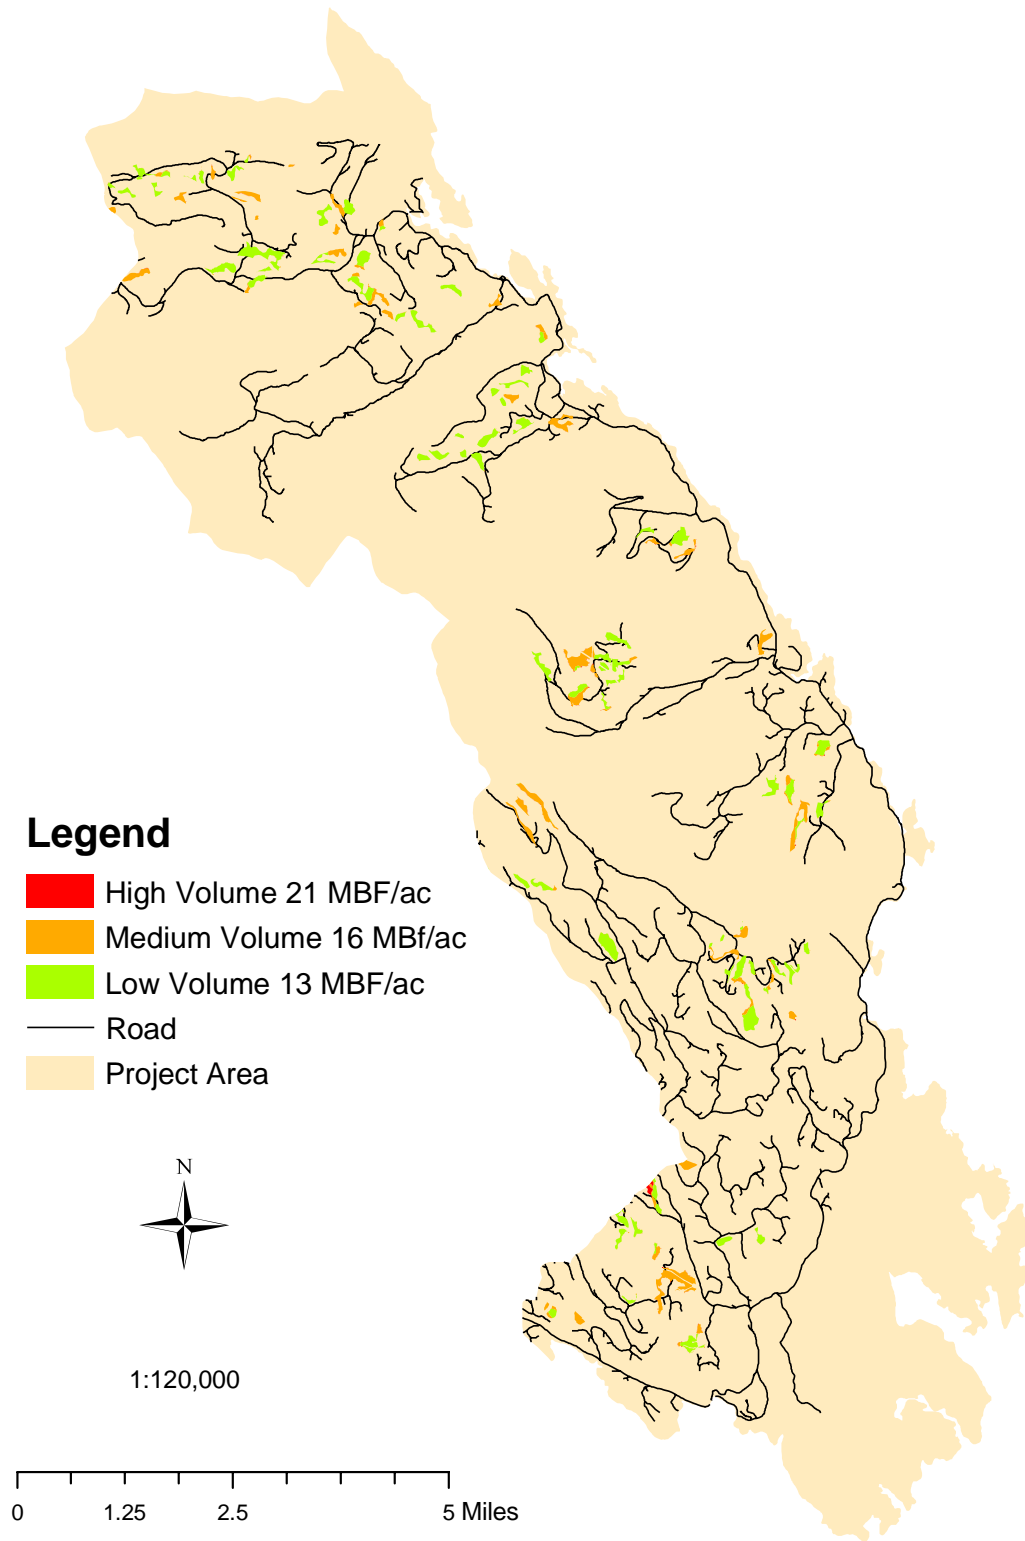 Legend
High Volume 21 MBF/ac
Medium Volume 16 MBf/ac
Low Volume 13 MBF/ac
Road
Project Area
N
1:120,000
0 1.25 2.5 5 Miles